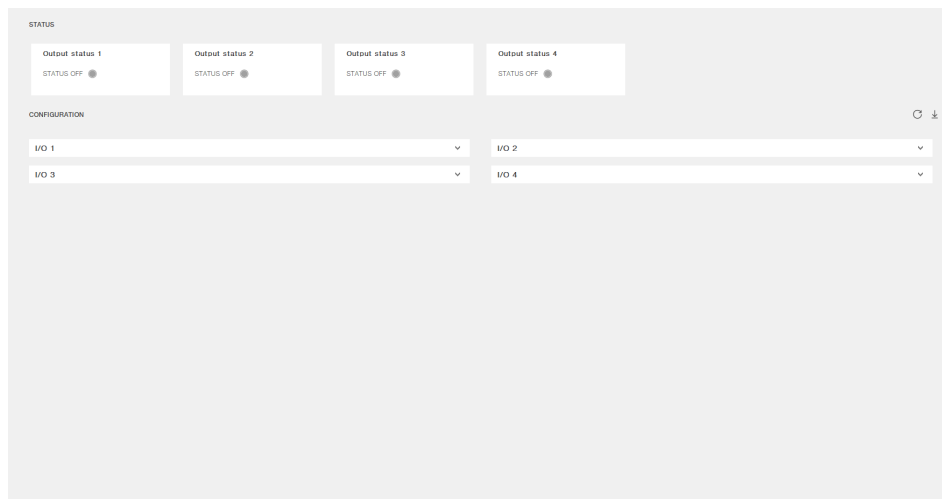 STATUS
Output status 1
Output status 2
Output status 3
Output status 4
STATUS OFF
STATUS OFF
STATUS OFF
STATUS OFF
CONFIGURATION
I/O 1
I/O 2
I/O 3
I/O 4